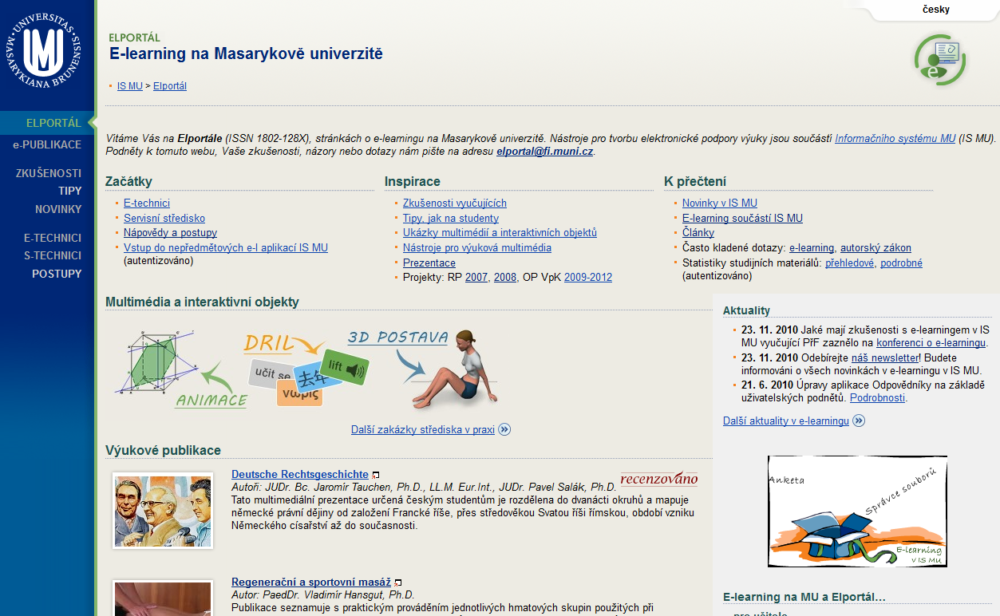 česky
UNIVERSITAS
MASARYKIANA BRUNENSIS
ELPORTÁL
E-learning na Masarykově univerzitě
IS MU > Elportál
ELPORTÁL
e-PUBLIKACE
ZKUŠENOSTI
TIPY
NOVINKY
E-TECHNICI
S-TECHNICI
POSTUPY
Vítáme Vás na Elportále (ISSN 1802-128X), stránkách o e-learningu na Masarykově univerzitě. Nástroje pro tvorbu elektronické podpory výuky jsou součástí Informačního systému MU (IS MU).
Podněty k tomuto webu, Vaše zkušenosti, názory nebo dotazy nám pište na adresu elportal@fi.muni.cz.
Začátky
E-technici
Servisní středisko
Nápovědy a postupy
Vstup do nepředmětových e-l aplikací IS MU
(autentizováno)
Inspirace
Zkušenosti vyučujících
Tipy, jak na studenty
Ukázky multimédií a interaktivních objektů
Nástroje pro výuková multimédia
Prezentace
Projekty: RP 2007, 2008, OP VpK 2009-2012
K přečtení
Novinky v IS MU
E-learning součástí IS MU
Články
Často kladené dotazy: e-learning, autorský zákon
Statistiky studijních materiálů: přehledové, podrobné
(autentizováno)
Multimédia a interaktivní objekty
ANIMACE
DRIL
učit se
去年
lift
νωρίς
3D POSTAVA
Další zakázky střediska v praxi
Výukové publikace
Deutsche Rechtsgeschichte
recenzováno
Autoři: JUDr. Bc. Jaromír Tauchen, Ph.D., LL.M. Eur.Int., JUDr. Pavel Salák, Ph.D.
Tato multimediální prezentace určená českým studentům je rozdělena do dvanácti okruhů a mapuje
německé právní dějiny od založení Francké říše, přes středověkou Svatou říši římskou, období vzniku
Německého císařství až do současnosti.
Regenerační a sportovní masáž
Autor: PaedDr. Vladimír Hansgut, Ph.D.
Publikace seznamuje s praktickým prováděním jednotlivých hmatových skupin použitých při
Aktuality
23. 11. 2010 Jaké mají zkušenosti s e-learningem v IS
MU vyučující PřF zaznělo na konferenci o e-learningu.
23. 11. 2010 Odebírejte náš newsletter! Budete
informováni o všech novinkách v e-learningu v IS MU.
21. 6. 2010 Úpravy aplikace Odpovědníky na základě
uživatelských podnětů. Podrobnosti.
Další aktuality v e-learningu
Anketa
Správce souborů
E-learning
v IS MU
E-learning na MU a Elportál...
pro učitele